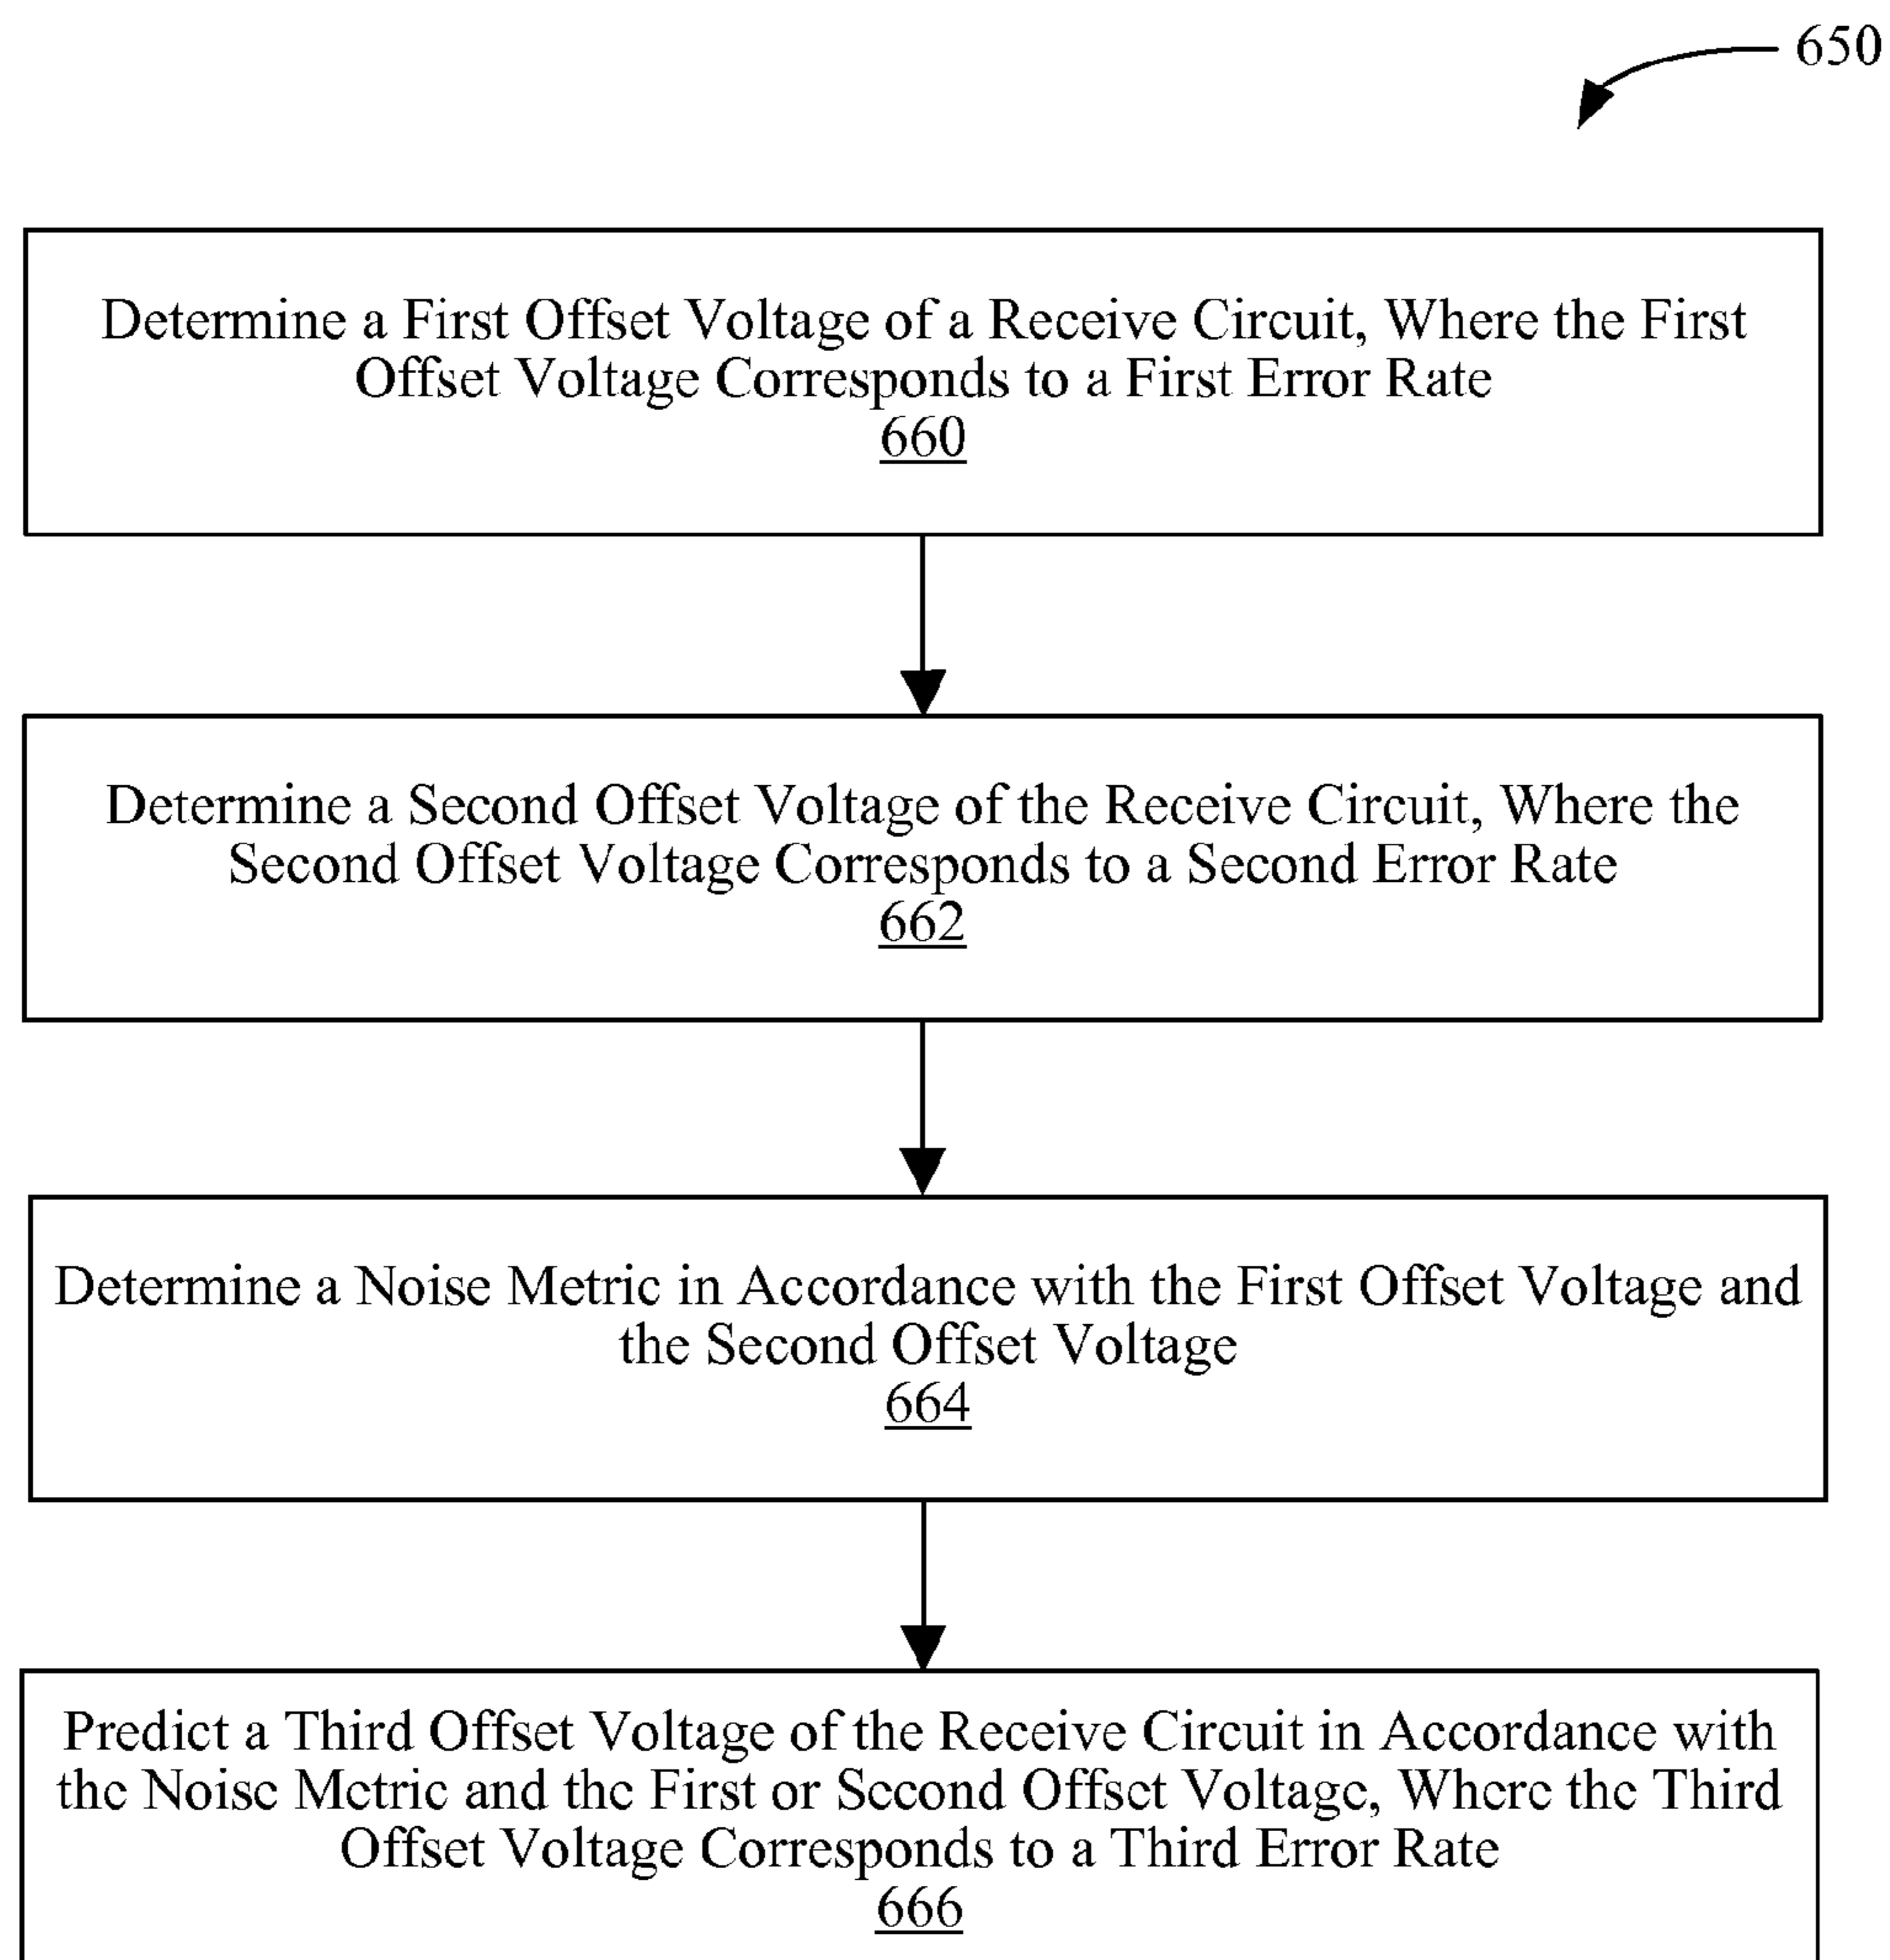 650
Determine a First Offset Voltage of a Receive Circuit, Where the First
Offset Voltage Corresponds to a First Error Rate
660
Determine a Second Offset Voltage of the Receive Circuit, Where the
Second Offset Voltage Corresponds to a Second Error Rate
662
Determine a Noise Metric in Accordance with the First Offset Voltage and
the Second Offset Voltage
664
Predict a Third Offset Voltage of the Receive Circuit in Accordance with
the Noise Metric and the First or Second Offset Voltage, Where the Third
Offset Voltage Corresponds to a Third Error Rate
666